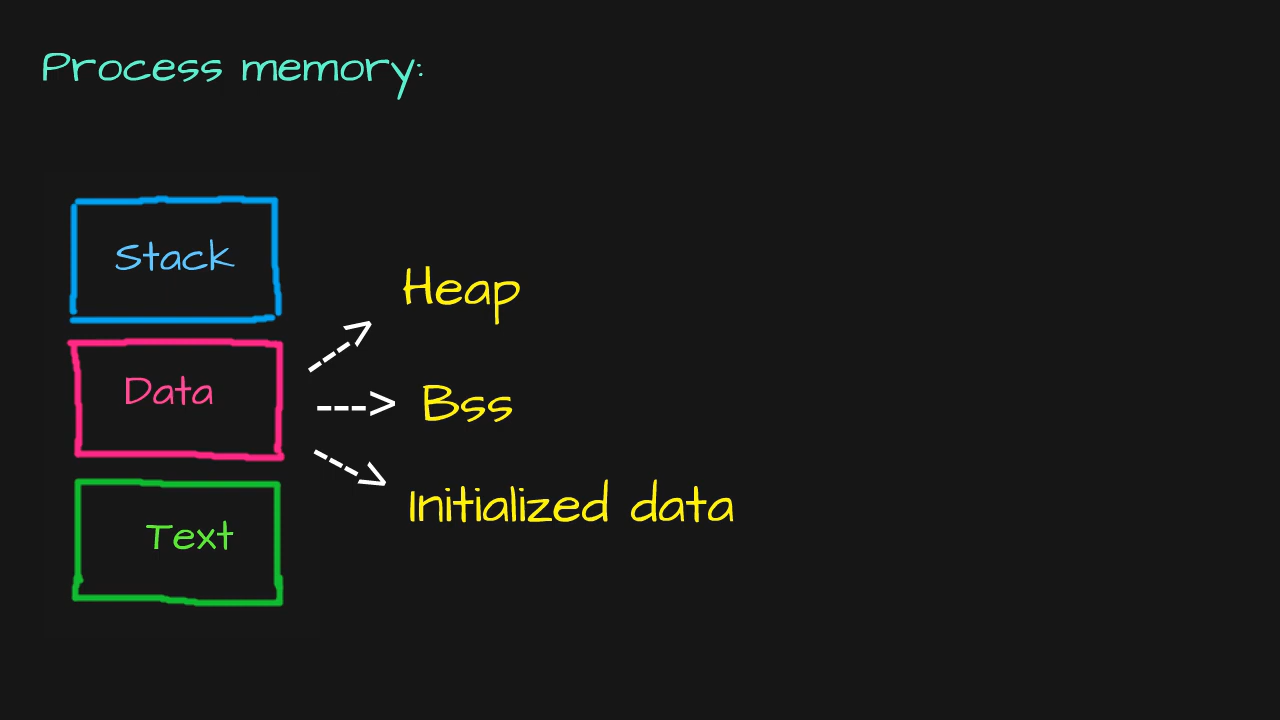 Process memory:
Stack
Heap
Data
Bss
Initialized data
Text